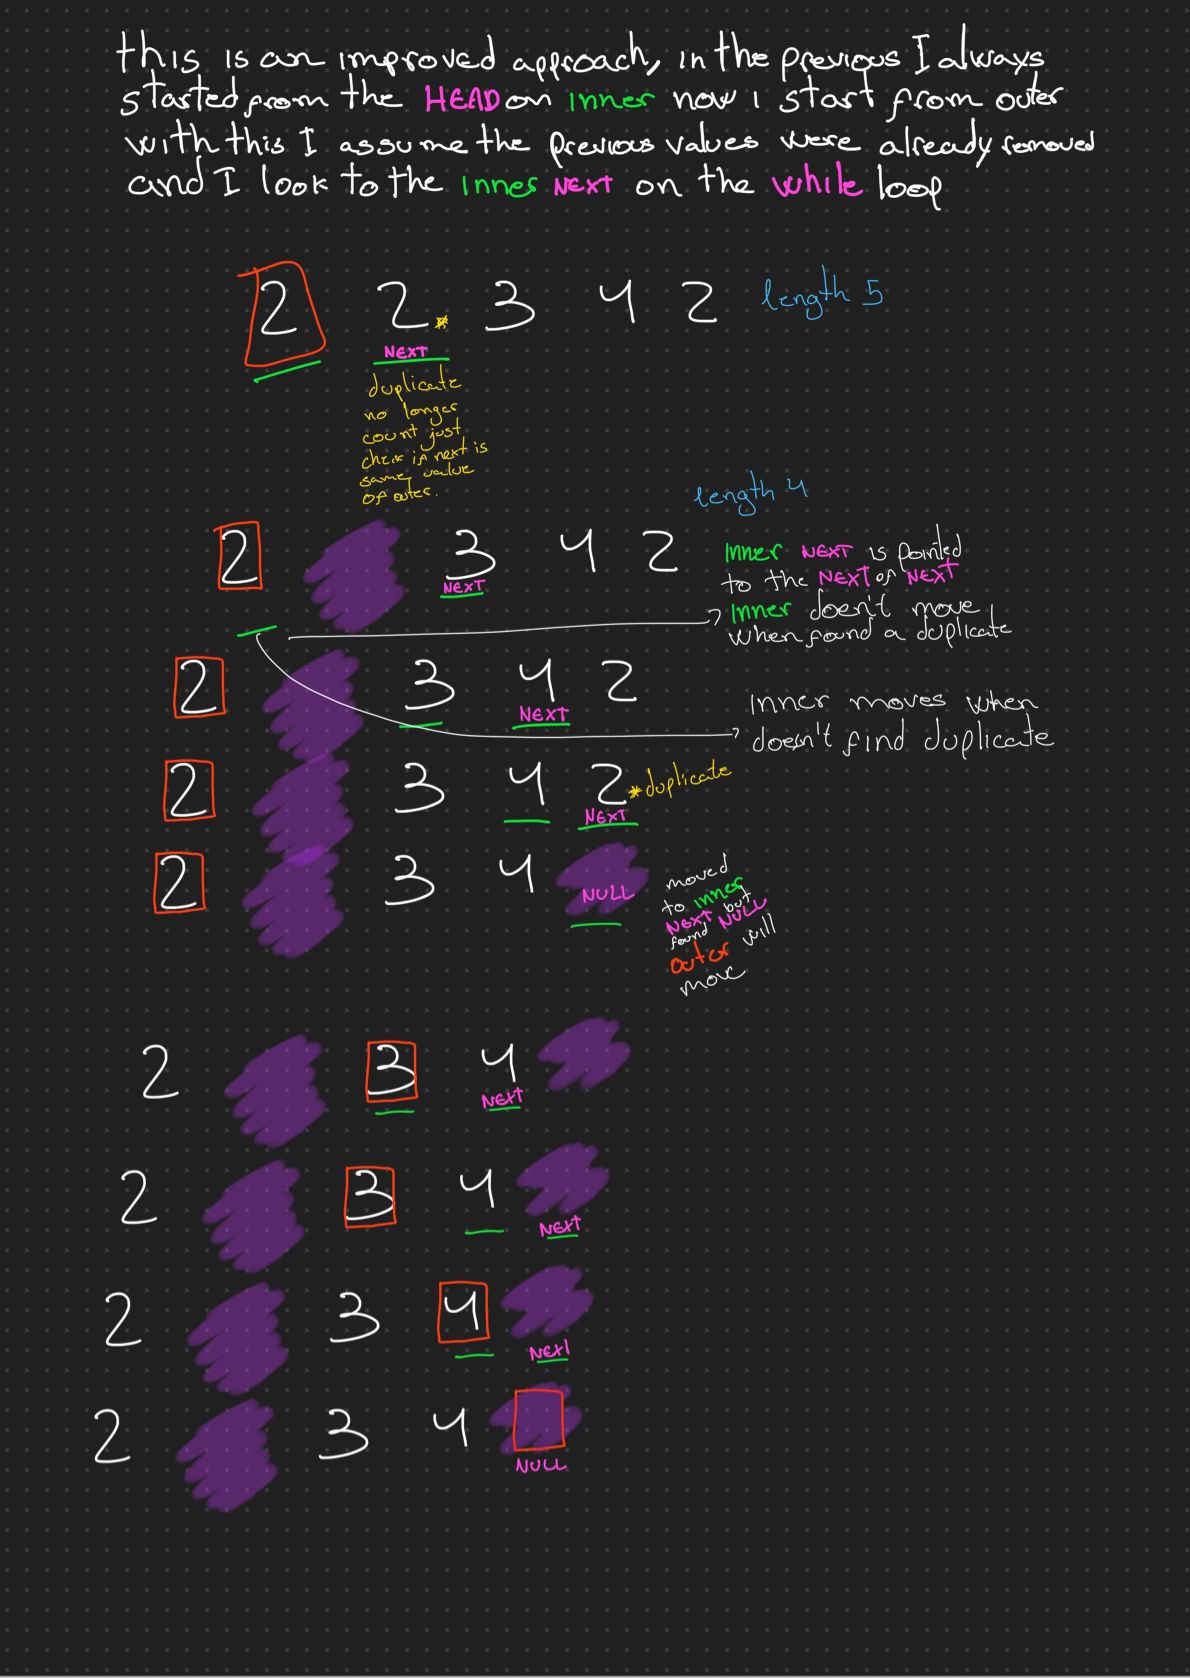 this is an improved approach, in the previous I always
started from the HEAD on inner now i start from outer
with this I assume the previous values were already removed
and I look to the inner NEXT on the while loop
2 2 * 3 4 2 length 5
NEXT
duplicate
no longer
count just
check if next is
same value
of outer.
length 4
2 3 4 2
NEXT
Inner NEXT is pointed
to the NEXT of NEXT
Inner doesn't move
when found a duplicate
2 3 4 2
NEXT
Inner moves when
doesn't find duplicate
2 3 4 2 * duplicate
NEXT
2 3 4 NULL
moved
to inner
NEXT but
found NULL
outer will
move
2 3 4
NEXT
2 3 4
NEXT
2 3 4
NEXT
2 3 4
NULL